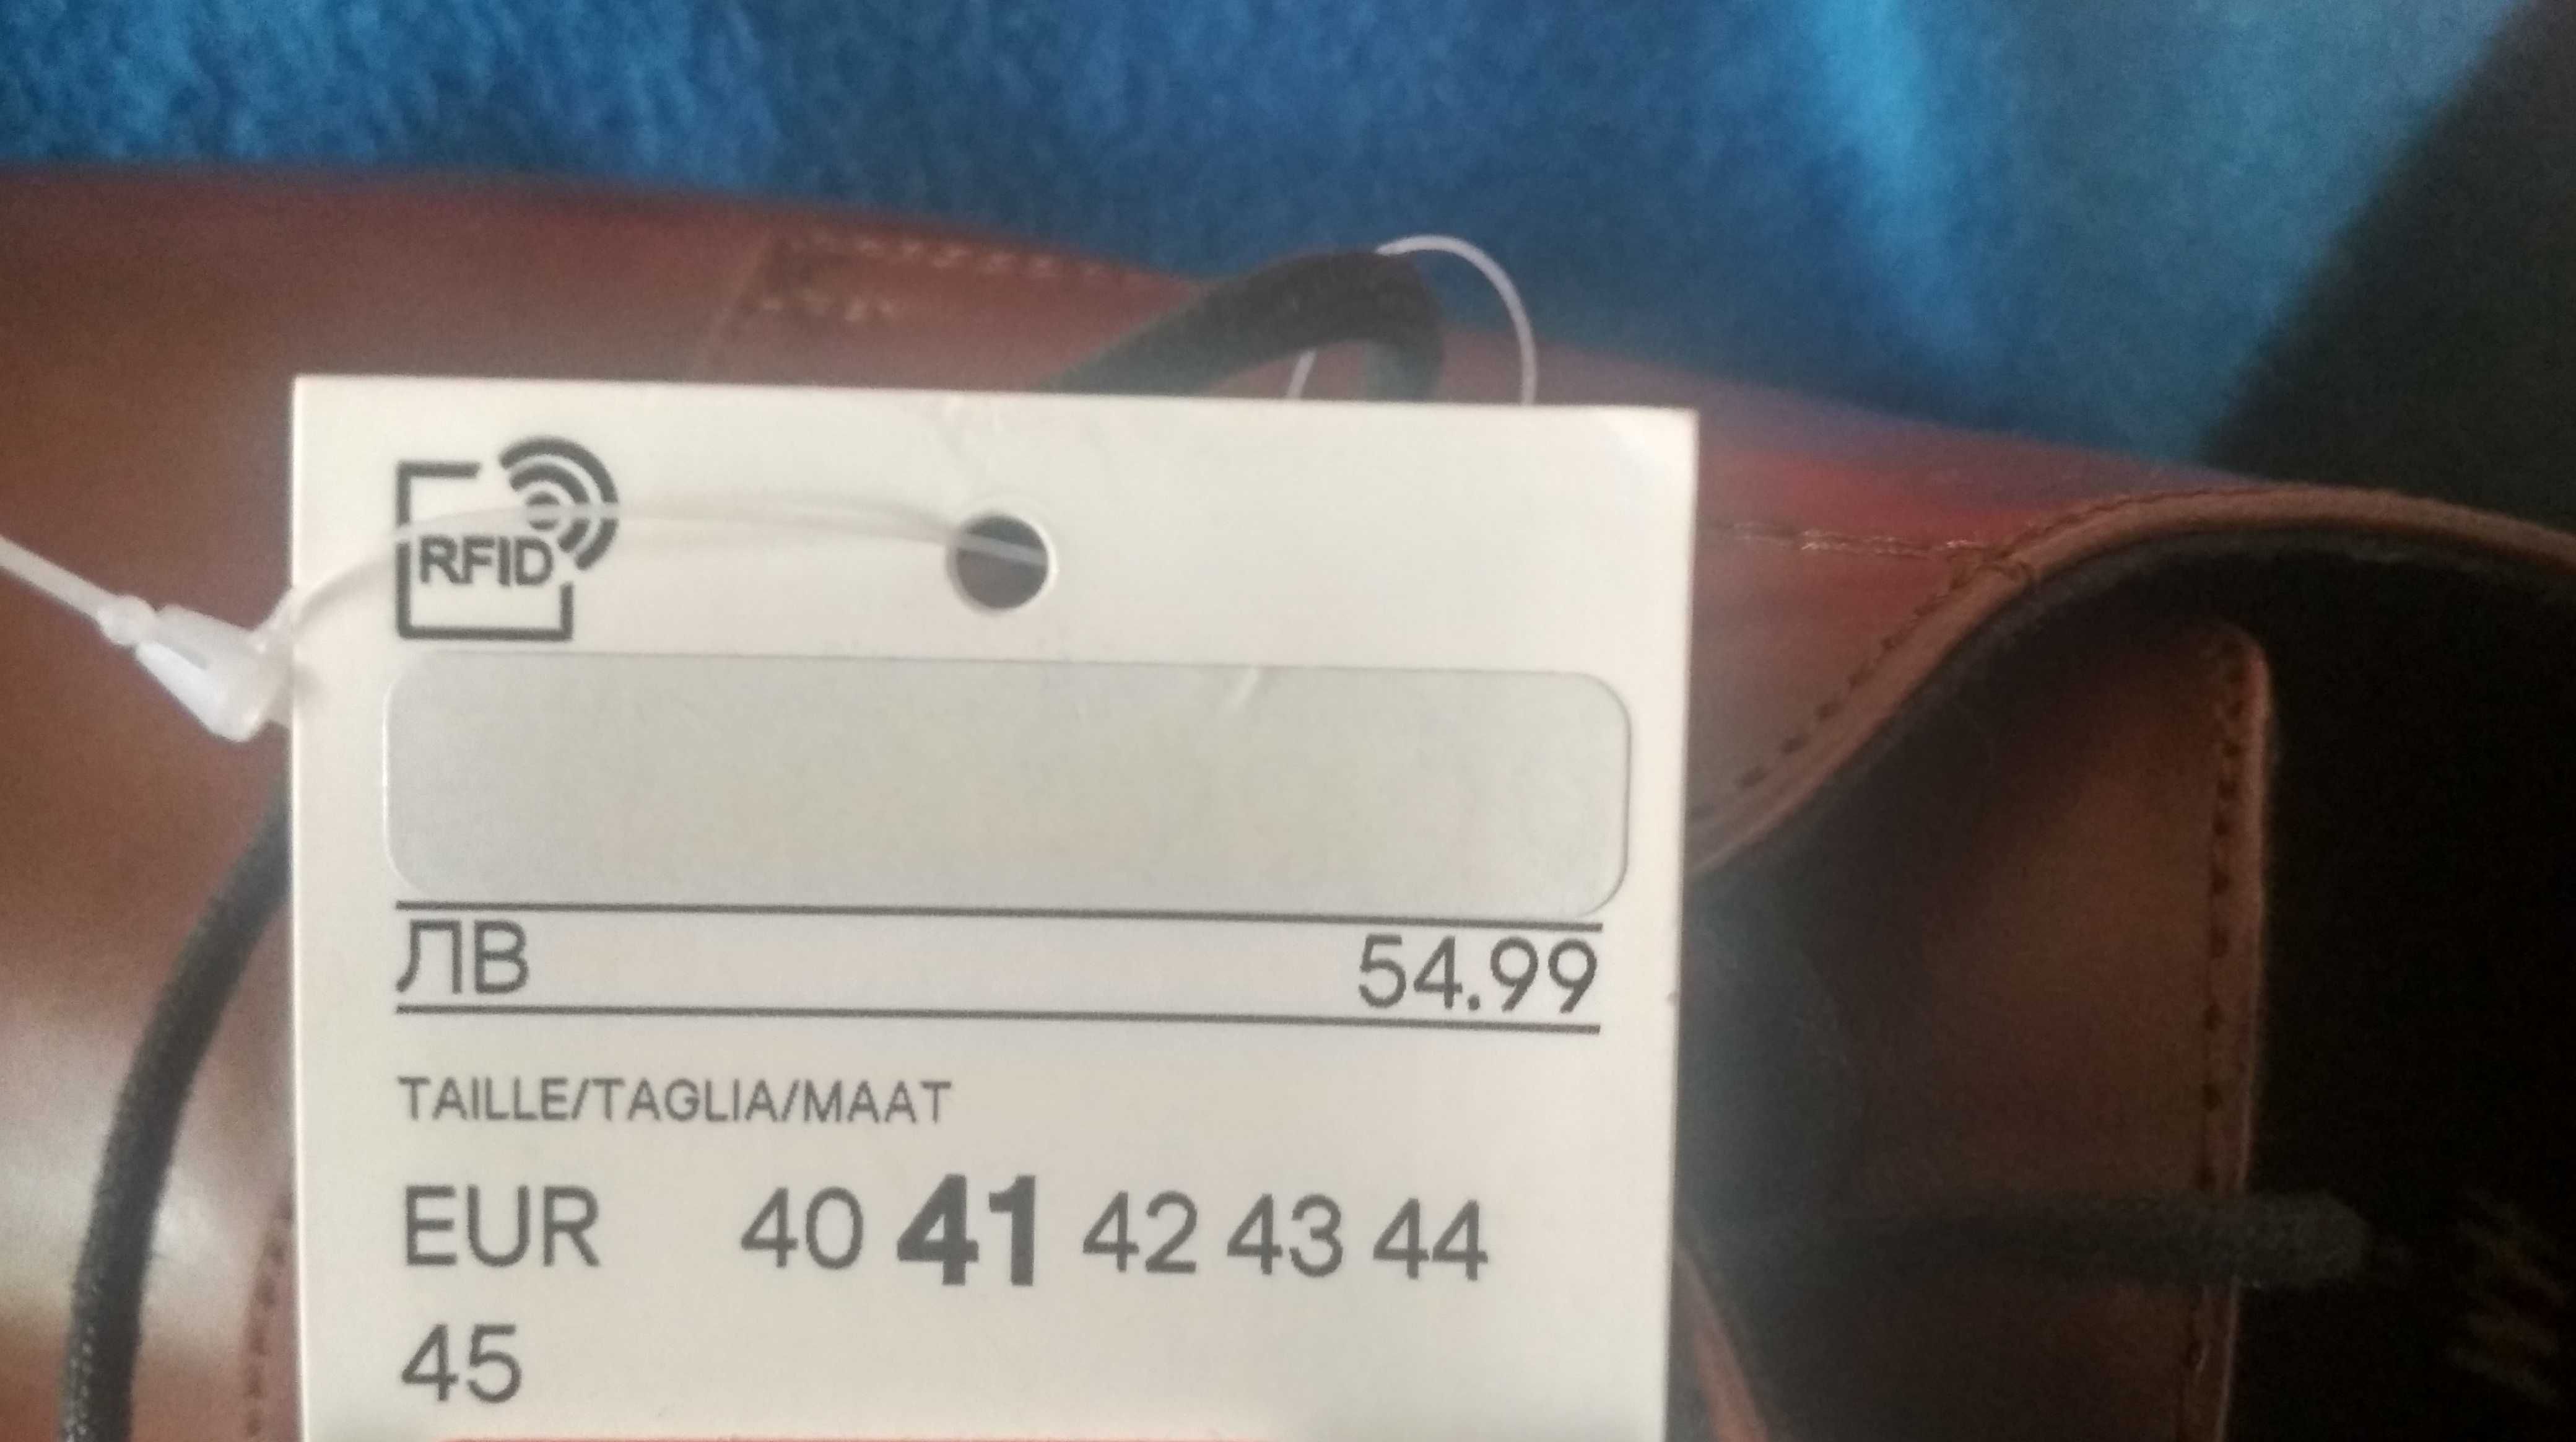 RFID
ЛВ 54.99
TAILLE/TAGLIA/MAAT
EUR 40 41 42 43 44
45